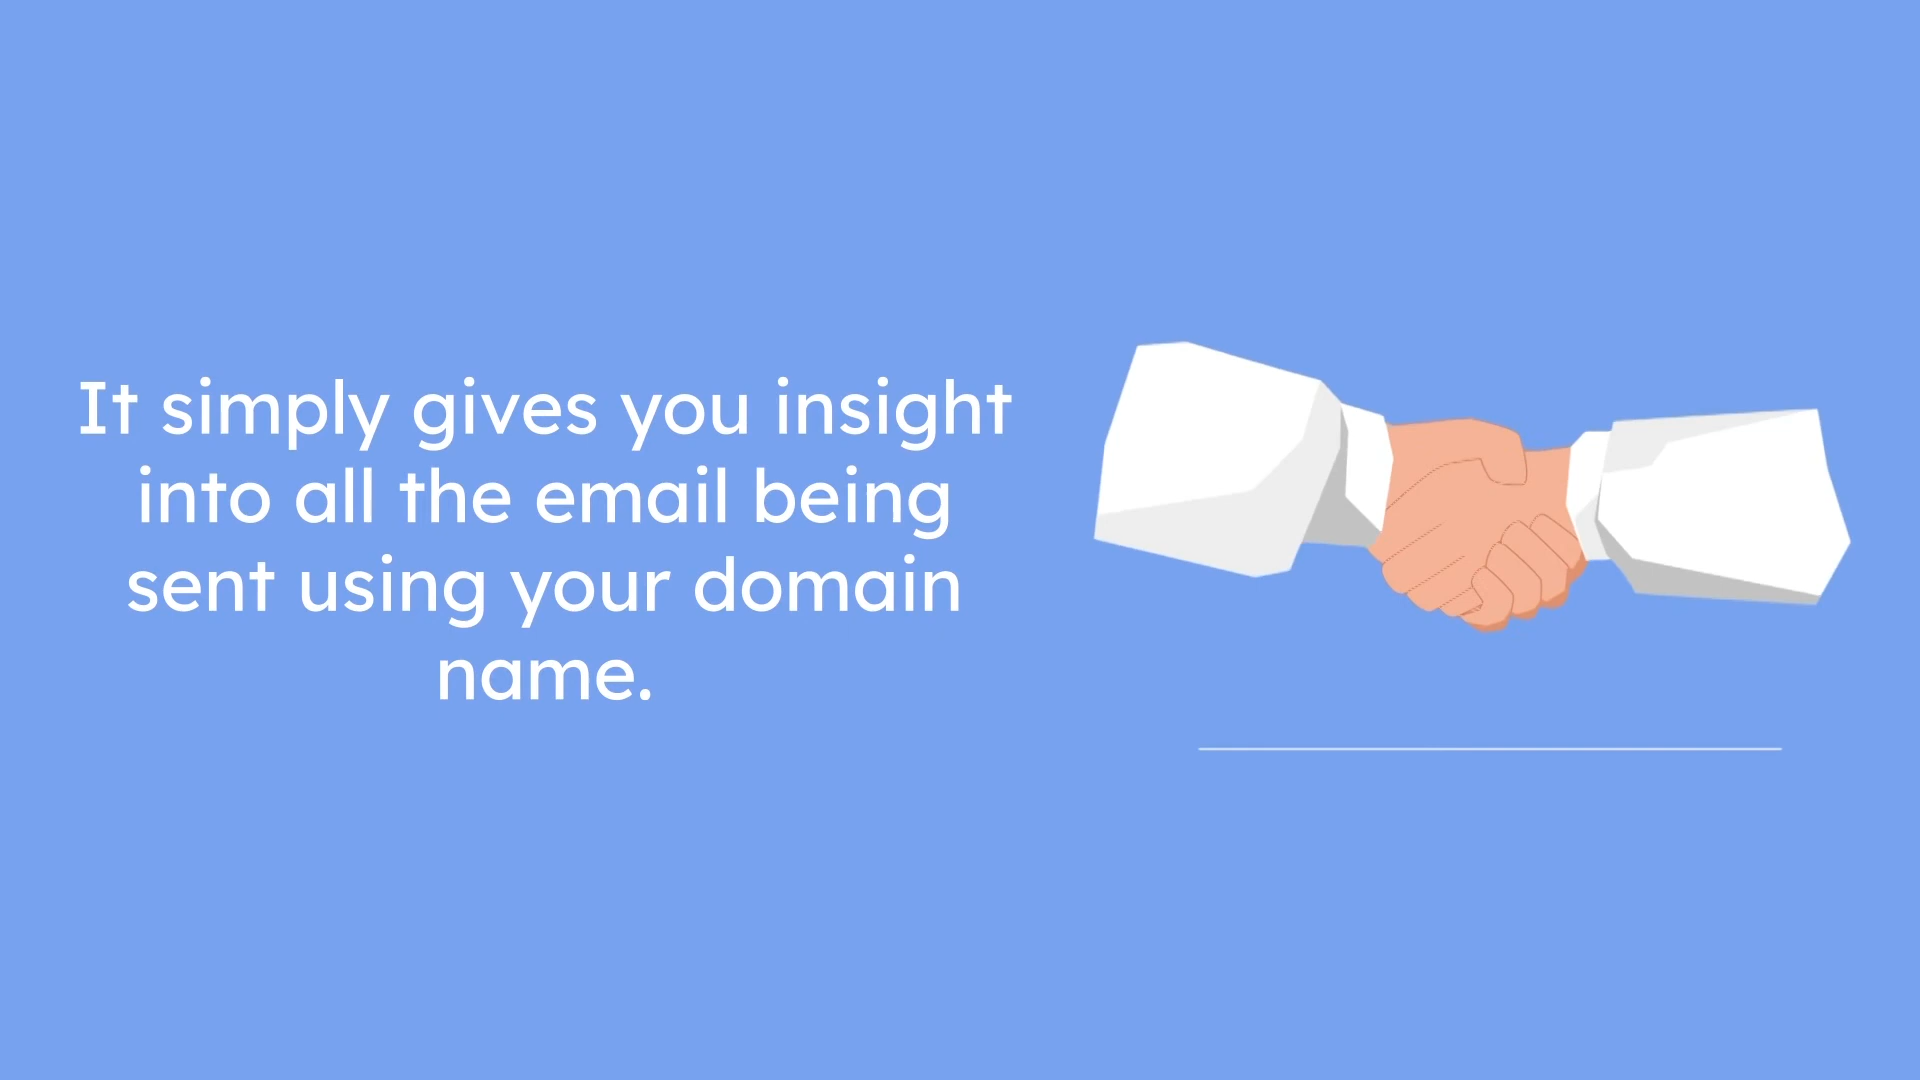 It simply gives you insight
into all the email being
sent using your domain
name.